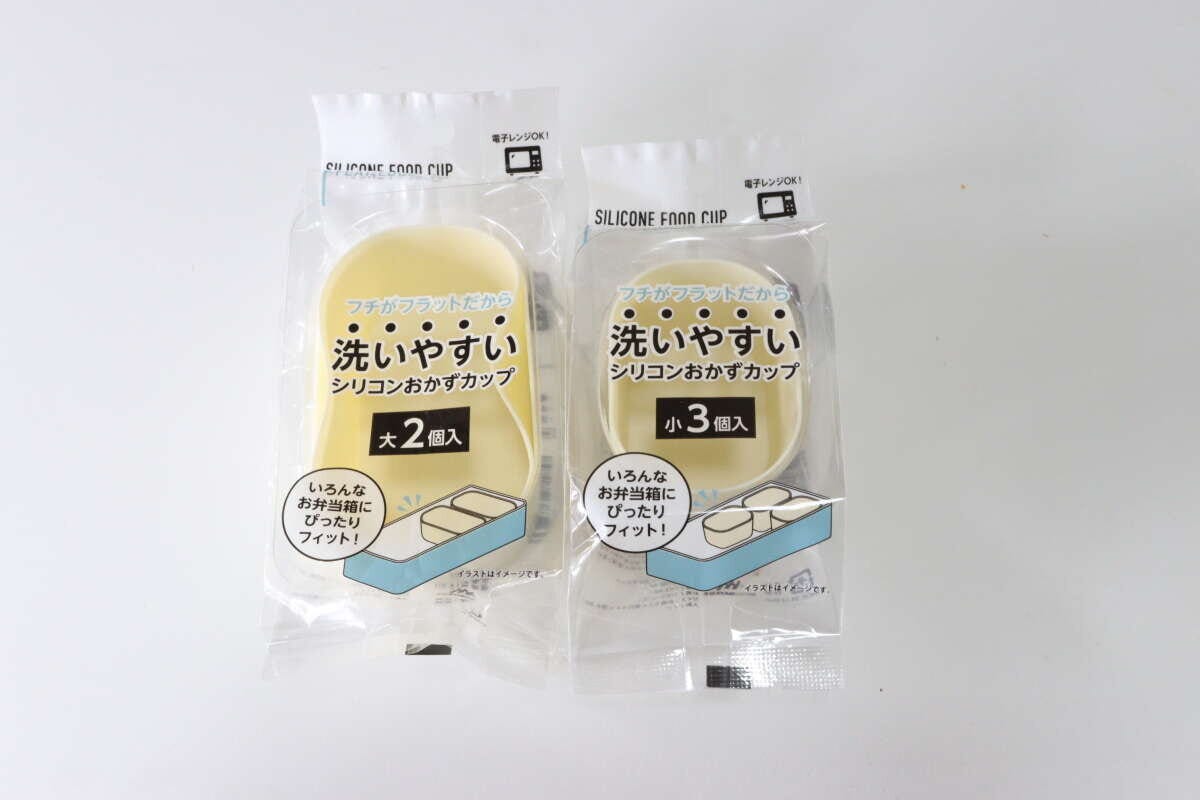 電子レンジOK!
SILICONE FOOD CUP
フチがフラットだから
洗いやすい
シリコンおかずカップ
大2個入
いろんな
お弁当箱に
ぴったり
フィット!
イラストはイメージです。
電子レンジOK!
SILICONE FOOD CUP
フチがフラットだから
洗いやすい
シリコンおかずカップ
小3個入
いろんな
お弁当箱に
ぴったり
フィット!
イラストはイメージです。